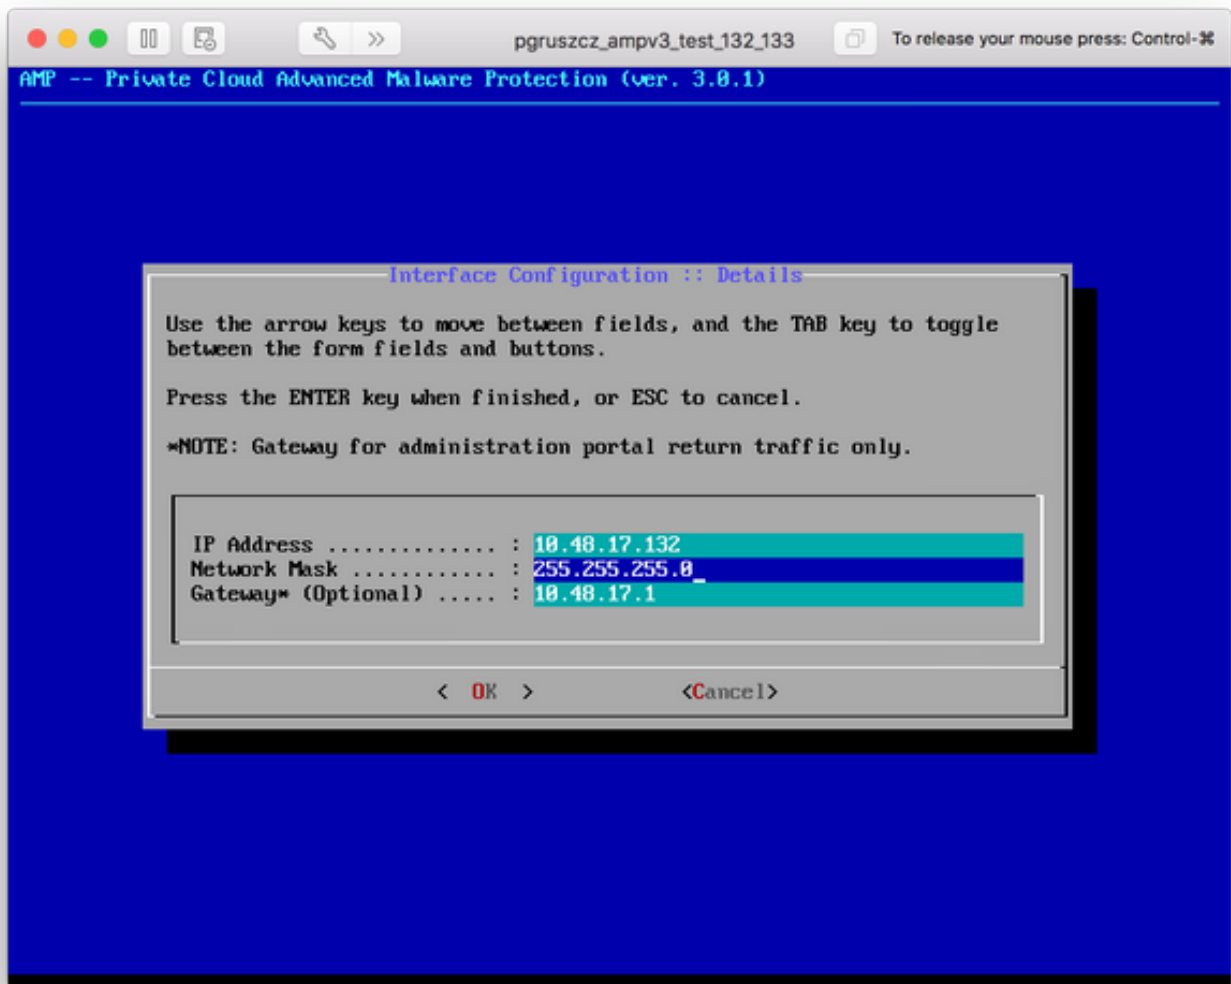 pgruszcz_ampv3_test_132_133
To release your mouse press: Control-⌘
AMP -- Private Cloud Advanced Malware Protection (ver. 3.0.1)
Interface Configuration :: Details
Use the arrow keys to move between fields, and the TAB key to toggle
between the form fields and buttons.
Press the ENTER key when finished, or ESC to cancel.
*NOTE: Gateway for administration portal return traffic only.
IP Address .............. : 10.48.17.132
Network Mask ............ : 255.255.255.0_
Gateway* (Optional) ..... : 10.48.17.1
< OK > <Cancel>